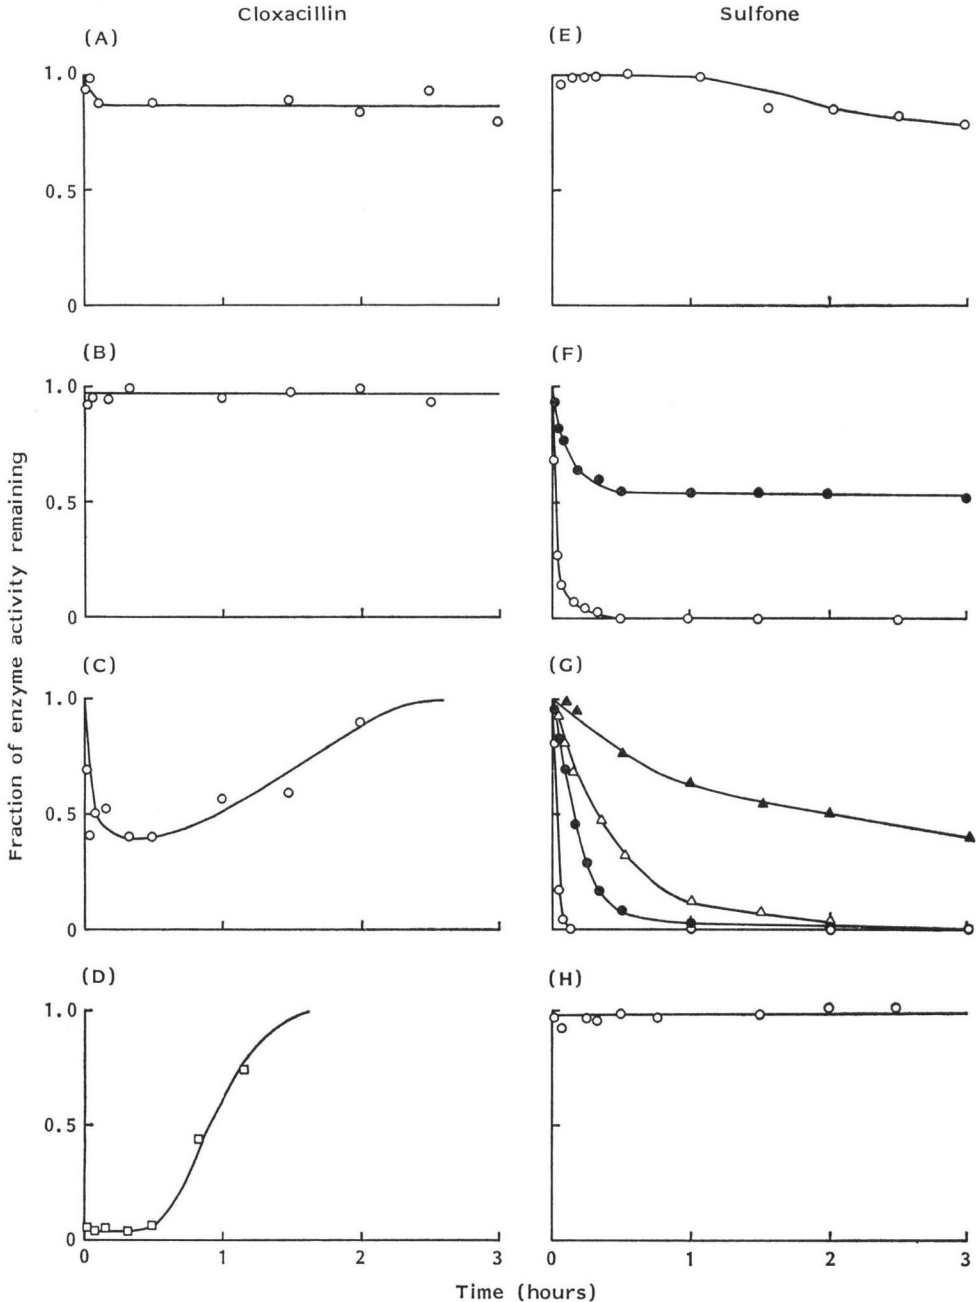 Cloxacillin
Sulfone
(A)
1.0
0.5
0
(E)
(B)
1.0
0.5
0
(F)
(C)
1.0
0.5
0
(G)
(D)
1.0
0.5
0
0 1 2 3
(H)
0 1 2 3
Fraction of enzyme activity remaining
Time (hours)